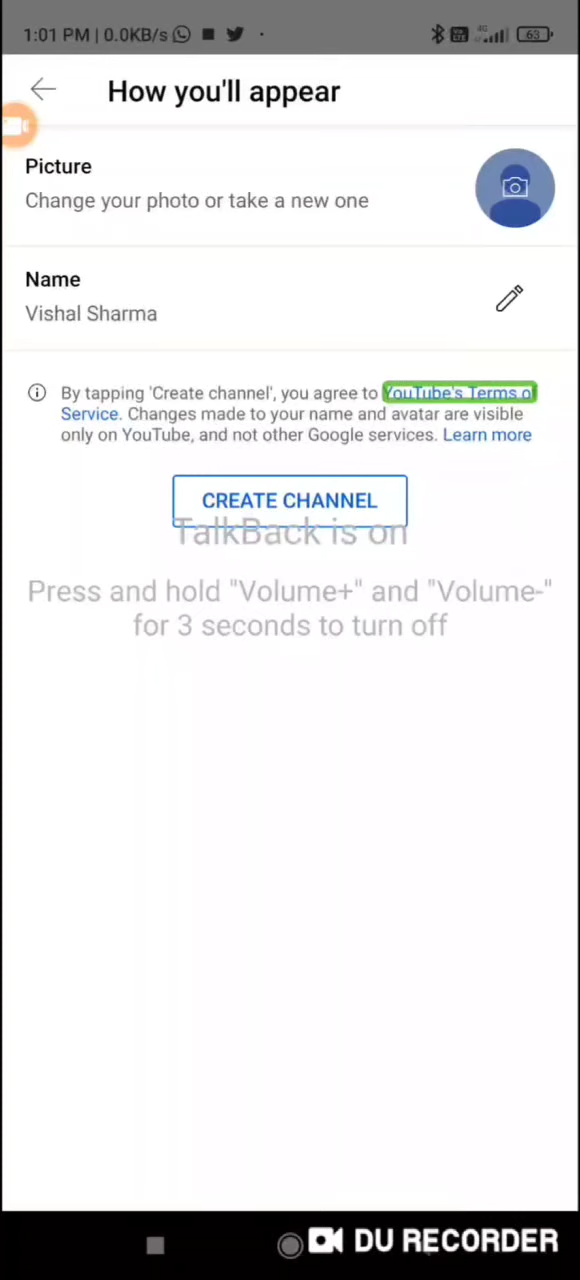 1:01 PM | 0.0KB/s
4G
63
How you'll appear
Picture
Change your photo or take a new one
Name
Vishal Sharma
By tapping 'Create channel', you agree to YouTube's Terms of
Service. Changes made to your name and avatar are visible
only on YouTube, and not other Google services. Learn more
CREATE CHANNEL
TalkBack is on
Press and hold "Volume+" and "Volume-"
for 3 seconds to turn off
DU RECORDER